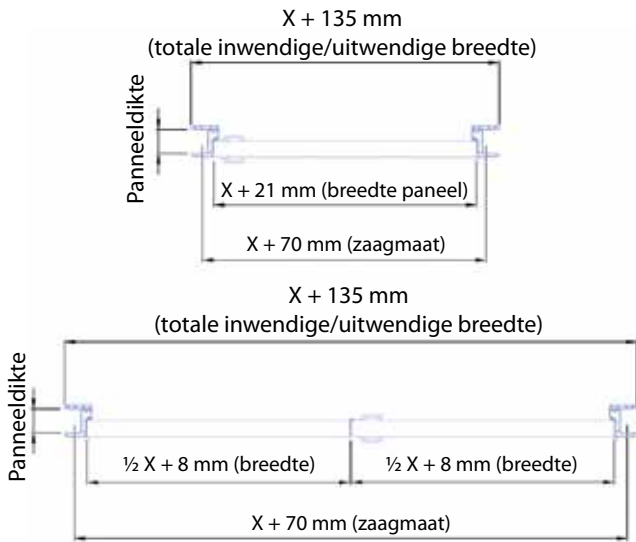 X + 135 mm
(totale inwendige/uitwendige breedte)
Panneeldikte
X + 21 mm (breedte paneel)
X + 70 mm (zaagmaat)
X + 135 mm
(totale inwendige/uitwendige breedte)
Panneeldikte
½ X + 8 mm (breedte) ½ X + 8 mm (breedte)
X + 70 mm (zaagmaat)